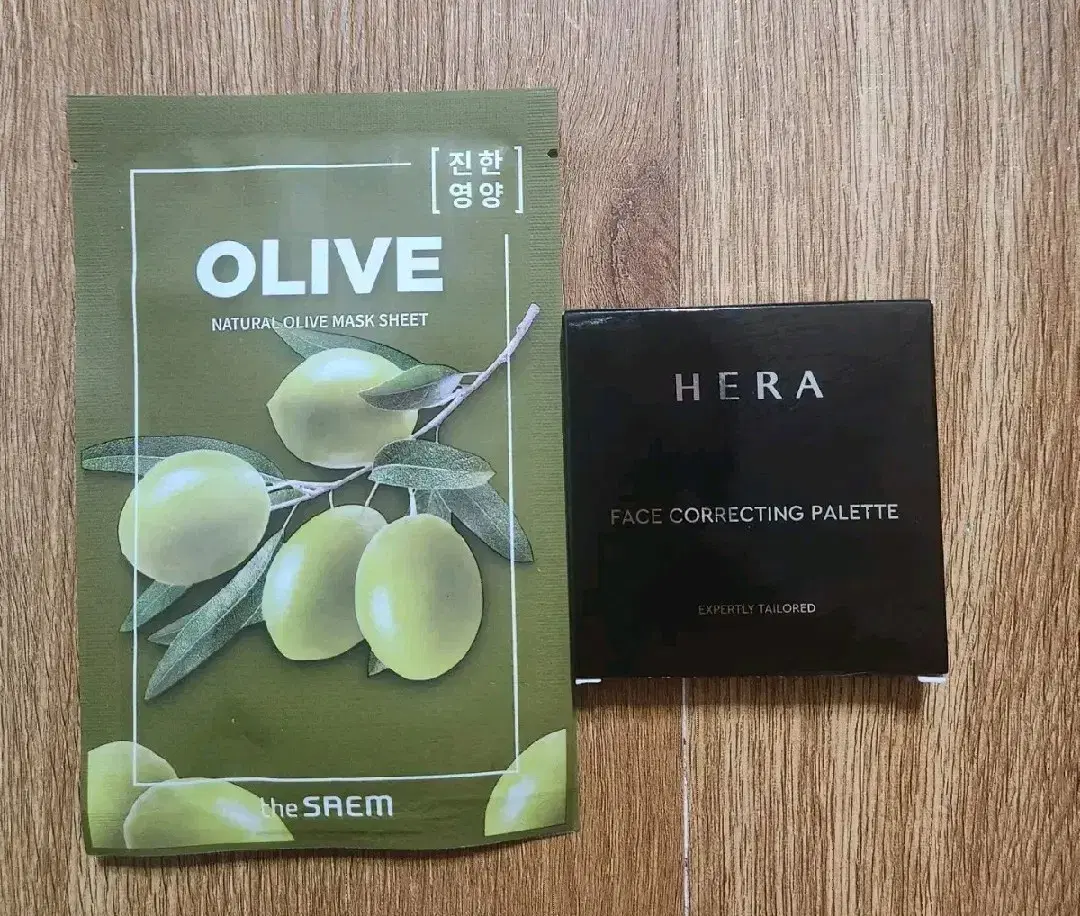 진한
영양
OLIVE
NATURAL OLIVE MASK SHEET
the SAEM
HERA
FACE CORRECTING PALETTE
EXPERTLY TAILORED